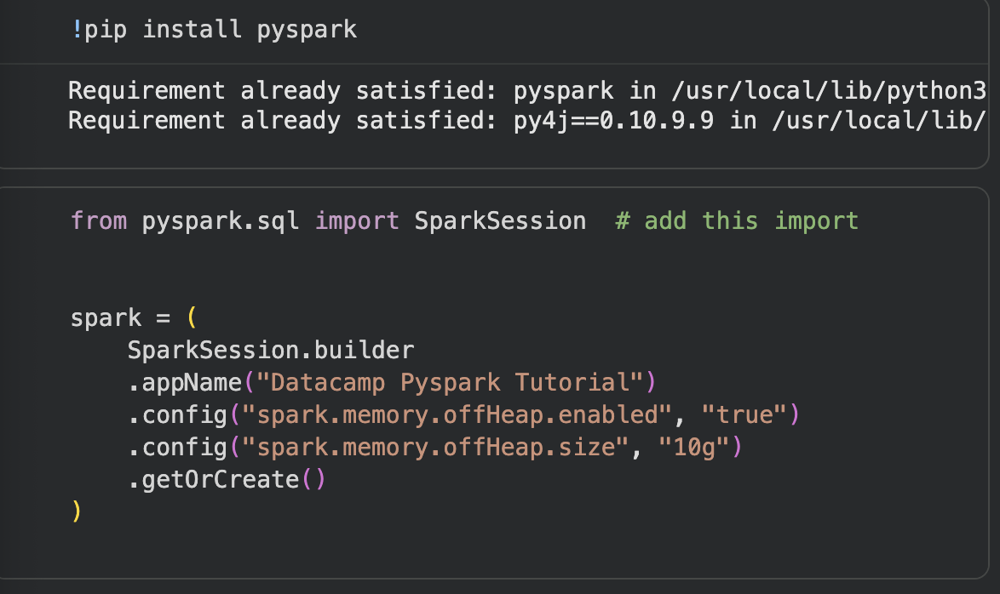 !pip install pyspark
Requirement already satisfied: pyspark in /usr/local/lib/python3
Requirement already satisfied: py4j==0.10.9.9 in /usr/local/lib/
from pyspark.sql import SparkSession  # add this import
spark = (
    SparkSession.builder
    .appName("Datacamp Pyspark Tutorial")
    .config("spark.memory.offHeap.enabled", "true")
    .config("spark.memory.offHeap.size", "10g")
    .getOrCreate()
)